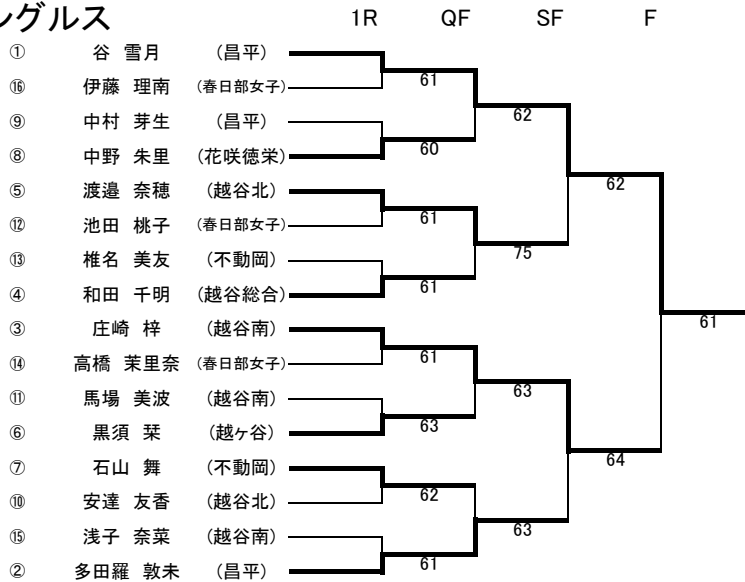 ングルス 1R QF SF F
① 谷 雪月 (昌平)
61
⑯ 伊藤 理南 (春日部女子)
62
⑨ 中村 芽生 (昌平)
60
⑧ 中野 朱里 (花咲徳栄)
62
⑤ 渡邉 奈穂 (越谷北)
61
⑫ 池田 桃子 (春日部女子)
75
⑬ 椎名 美友 (不動岡)
61
④ 和田 千明 (越谷総合)
61
③ 庄崎 梓 (越谷南)
61
⑭ 高橋 茉里奈 (春日部女子)
63
⑪ 馬場 美波 (越谷南)
63
⑥ 黒須 栞 (越ヶ谷)
64
⑦ 石山 舞 (不動岡)
62
⑩ 安達 友香 (越谷北)
63
⑮ 浅子 奈菜 (越谷南)
61
② 多田羅 敦未 (昌平)